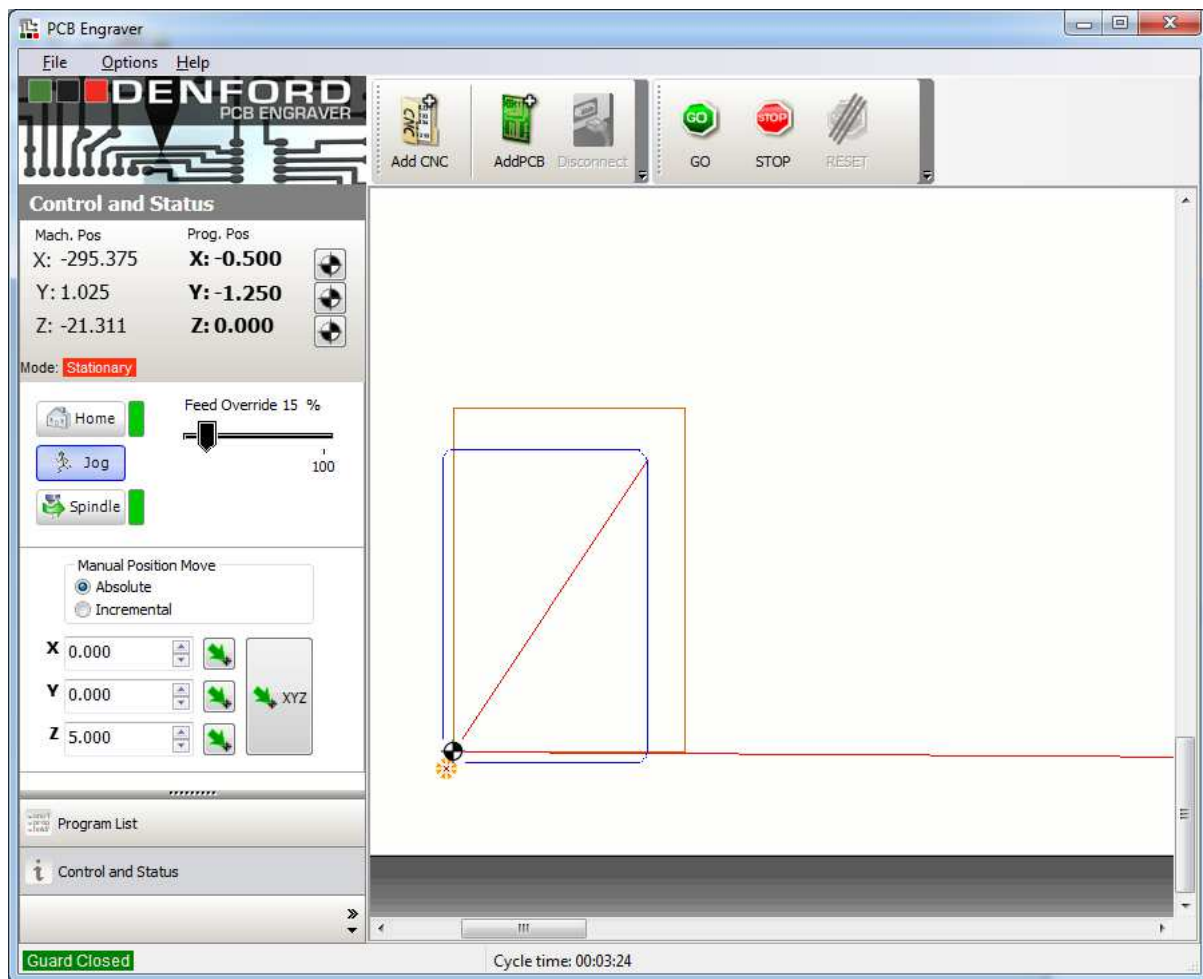 PCB Engraver
File Options Help
DENFORD
PCB ENGRAVER
CNC
Add CNC
AddPCB
Disconnect
GO
GO
STOP
STOP
RESET
Control and Status
Mach. Pos Prog. Pos
X: -295.375 X: -0.500
Y: 1.025 Y: -1.250
Z: -21.311 Z: 0.000
Mode: Stationary
Home
Feed Override 15 %
Jog
100
Spindle
Manual Position Move
Absolute
Incremental
X 0.000
Y 0.000
XYZ
Z 5.000
Program List
Control and Status
Guard Closed
Cycle time: 00:03:24